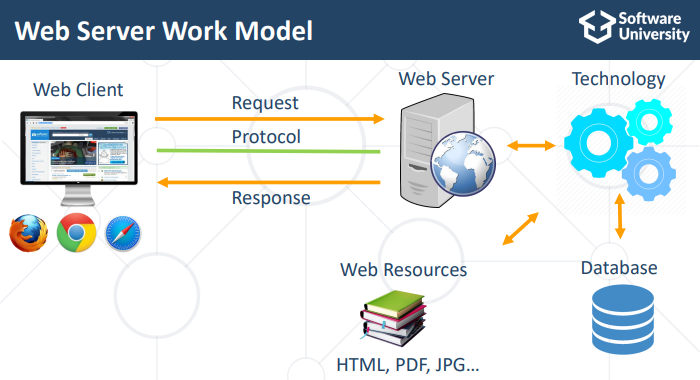 Web Server Work Model
Software
University
Web Client
Request
Protocol
Response
Web Server
Technology
Web Resources
HTML, PDF, JPG...
Database